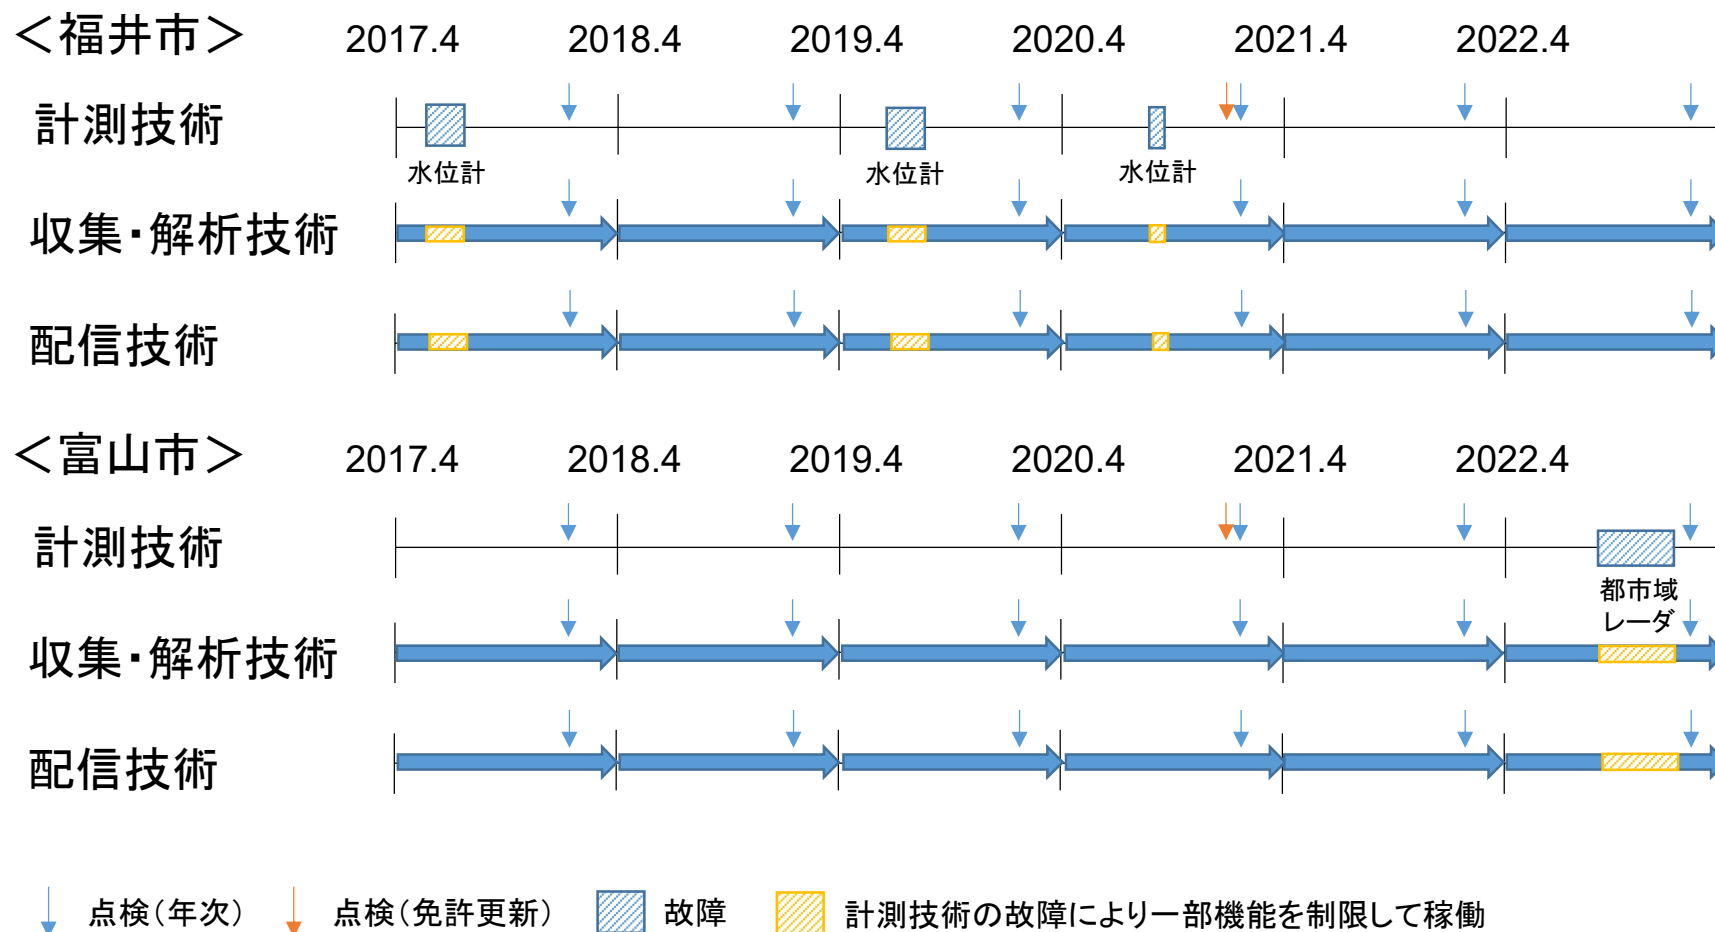 ＜福井市＞
2017.4 2018.4 2019.4 2020.4 2021.4 2022.4
計測技術
水位計 水位計 水位計
収集・解析技術
配信技術
＜富山市＞
2017.4 2018.4 2019.4 2020.4 2021.4 2022.4
計測技術
都市域
レーダ
収集・解析技術
配信技術
点検（年次） 点検（免許更新） 故障 計測技術の故障により一部機能を制限して稼働